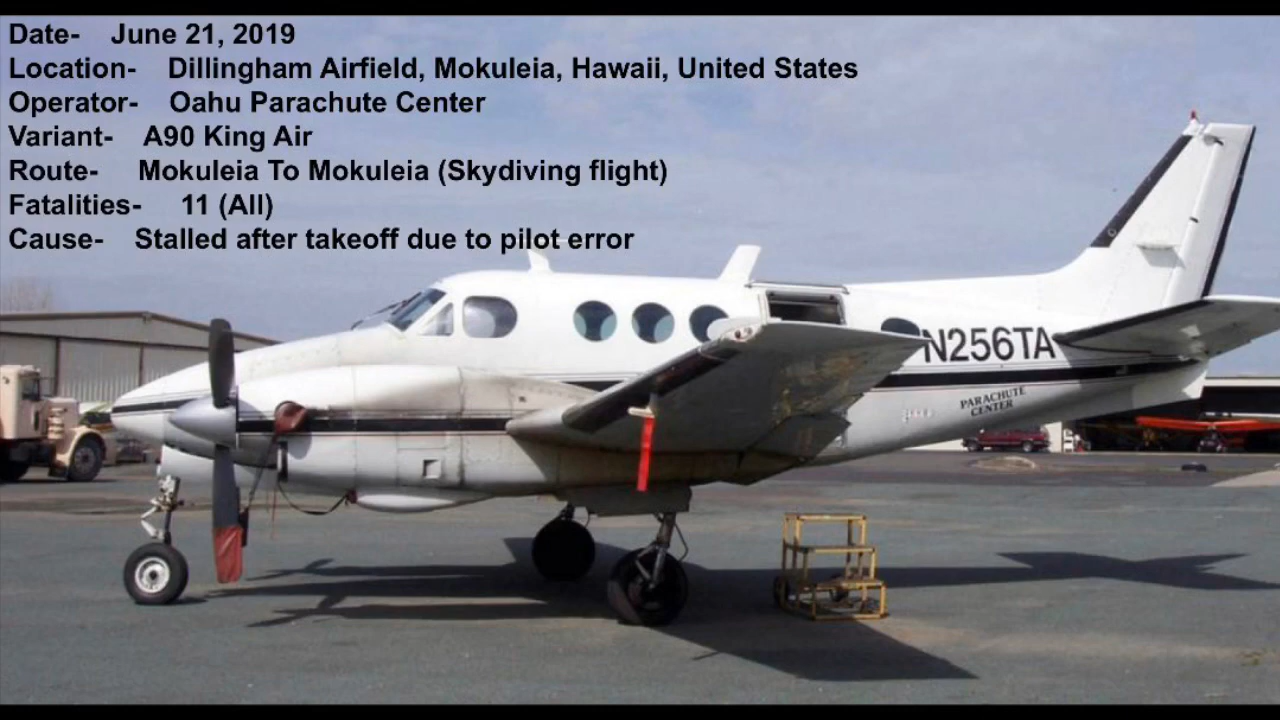 Date- June 21, 2019
Location- Dillingham Airfield, Mokuleia, Hawaii, United States
Operator- Oahu Parachute Center
Variant- A90 King Air
Route- Mokuleia To Mokuleia (Skydiving flight)
Fatalities- 11 (All)
Cause- Stalled after takeoff due to pilot error
N256TA
PARACHUTE
CENTER